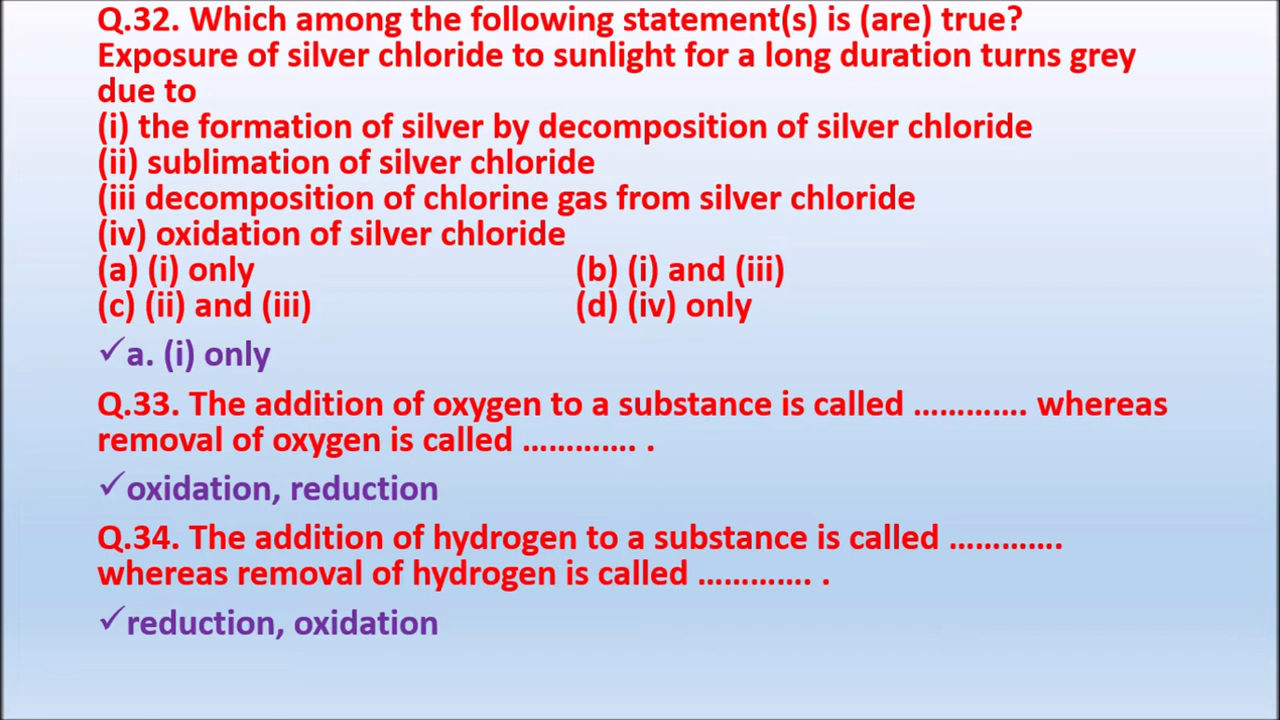 Q.32. Which among the following statement(s) is (are) true?
Exposure of silver chloride to sunlight for a long duration turns grey
due to
(i) the formation of silver by decomposition of silver chloride
(ii) sublimation of silver chloride
(iii decomposition of chlorine gas from silver chloride
(iv) oxidation of silver chloride
(a) (i) only (b) (i) and (iii)
(c) (ii) and (iii) (d) (iv) only
✓a. (i) only
Q.33. The addition of oxygen to a substance is called …………. whereas
removal of oxygen is called …………. .
✓oxidation, reduction
Q.34. The addition of hydrogen to a substance is called ………….
whereas removal of hydrogen is called …………. .
✓reduction, oxidation